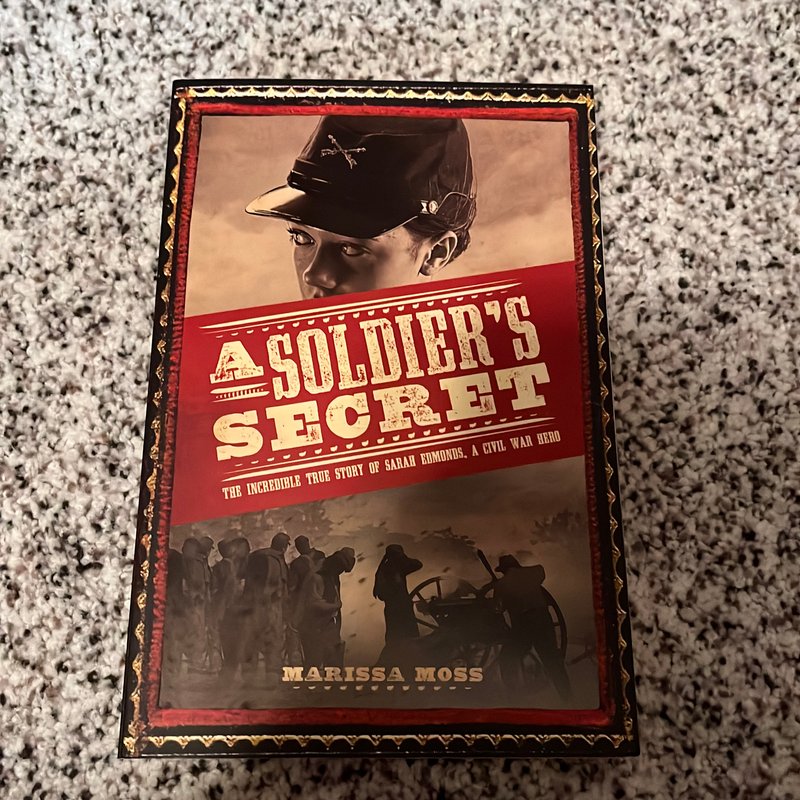 A SOLDIER'S
SECRET
THE INCREDIBLE TRUE STORY OF SARAH EDMONDS, A CIVIL WAR HERO
MARISSA MOSS